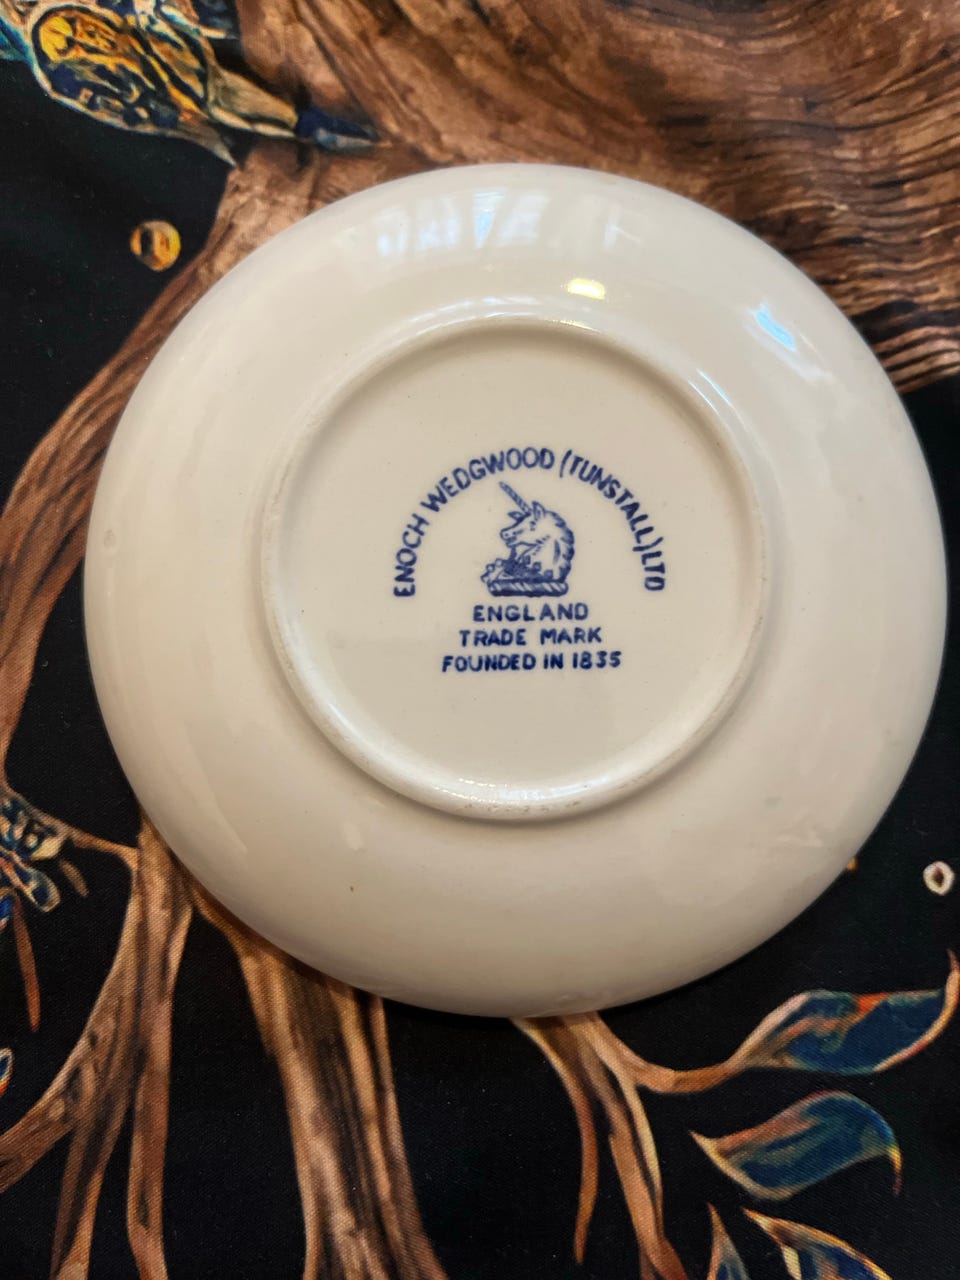 ENOCH WEDGWOOD (TUNSTALL) LTD
ENGLAND
TRADE MARK
FOUNDED IN 1835